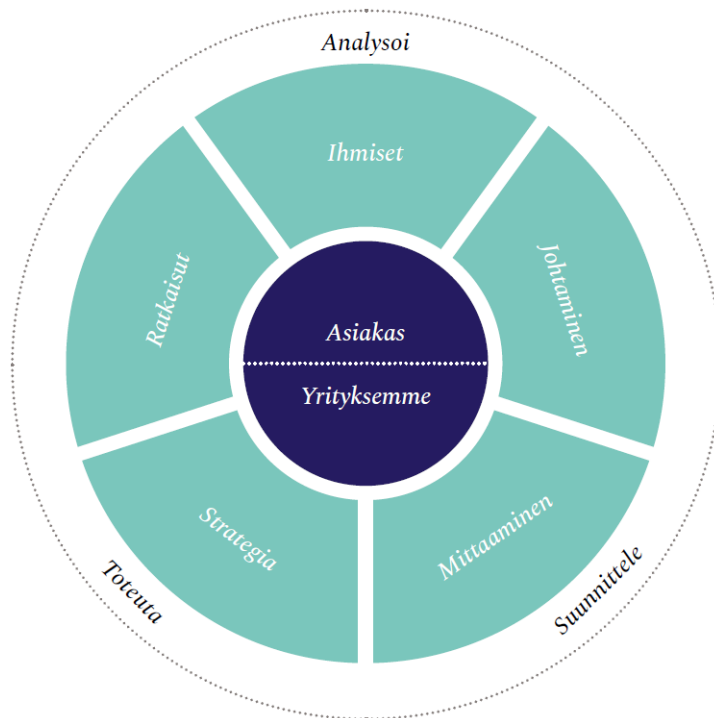 Analysoi
Ihmiset
Johtaminen
Ratkaisut
Asiakas
Yrityksemme
Strategia
Mittaaminen
Toteuta
Suunnittele